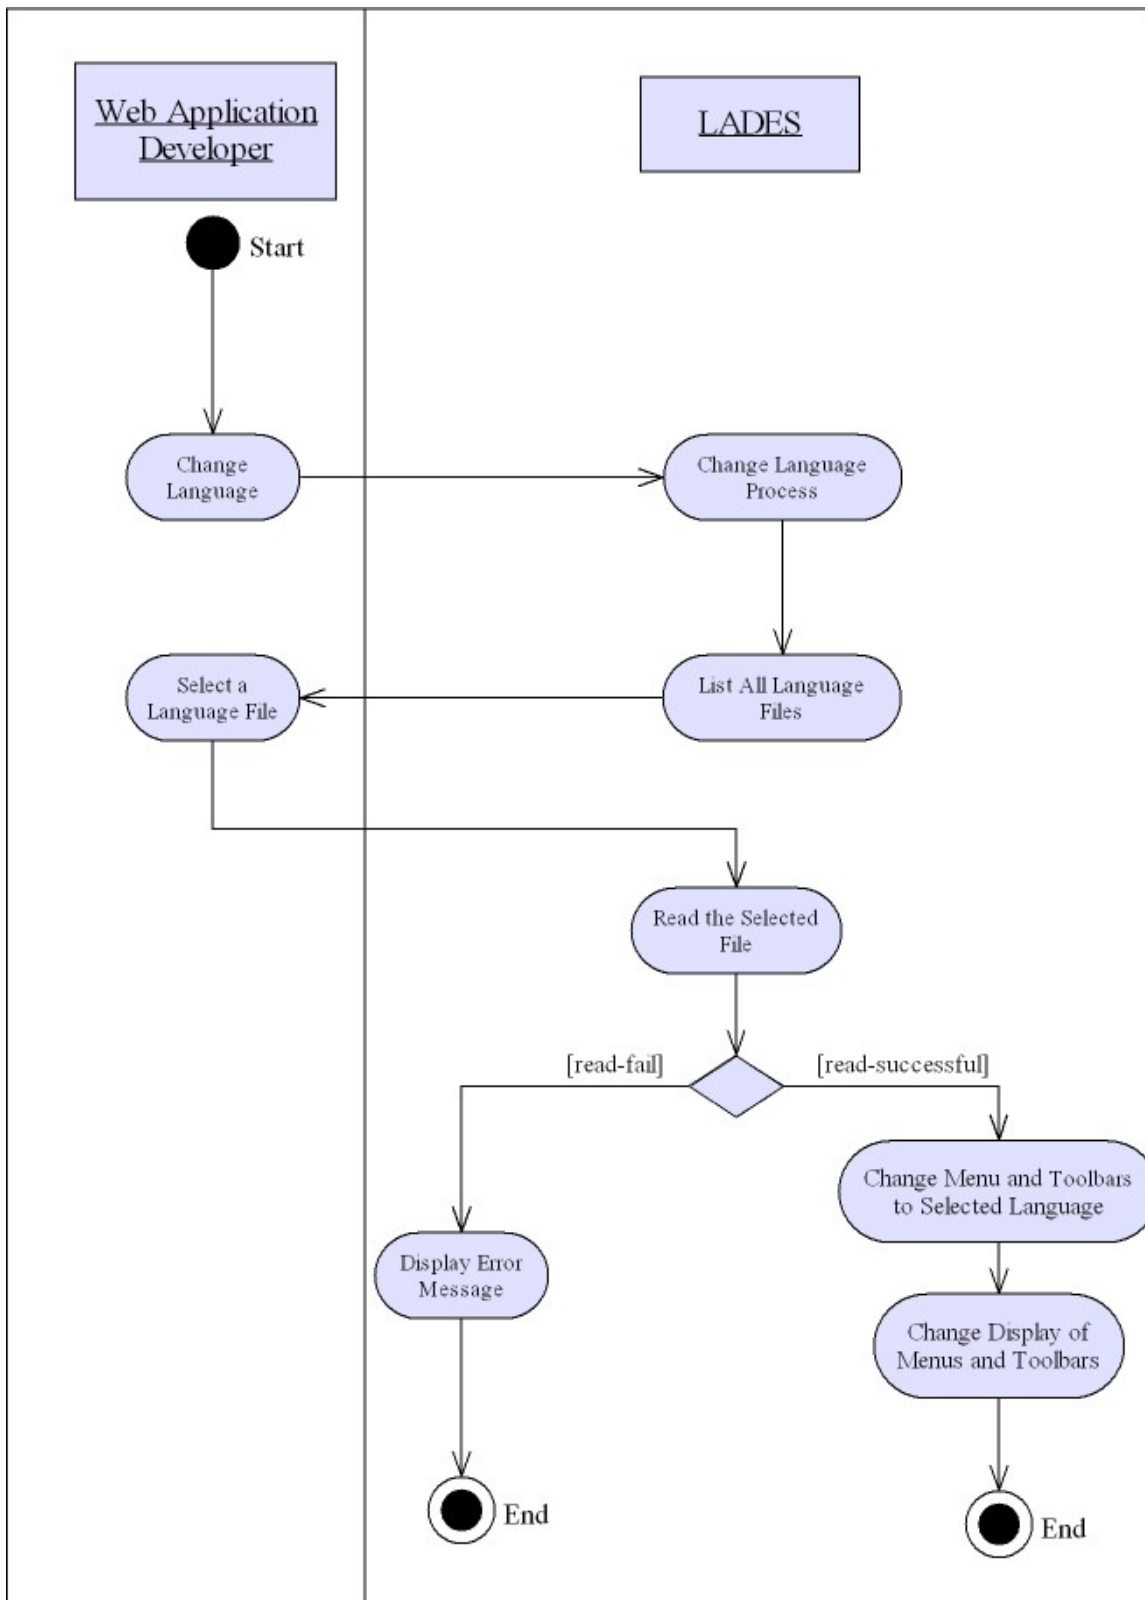 Web Application
Developer
LADES
Start
Change
Language
Change Language
Process
Select a
Language File
List All Language
Files
Read the Selected
File
[read-fail]
[read-successful]
Change Menu and Toolbars
to Selected Language
Display Error
Message
Change Display of
Menus and Toolbars
End
End